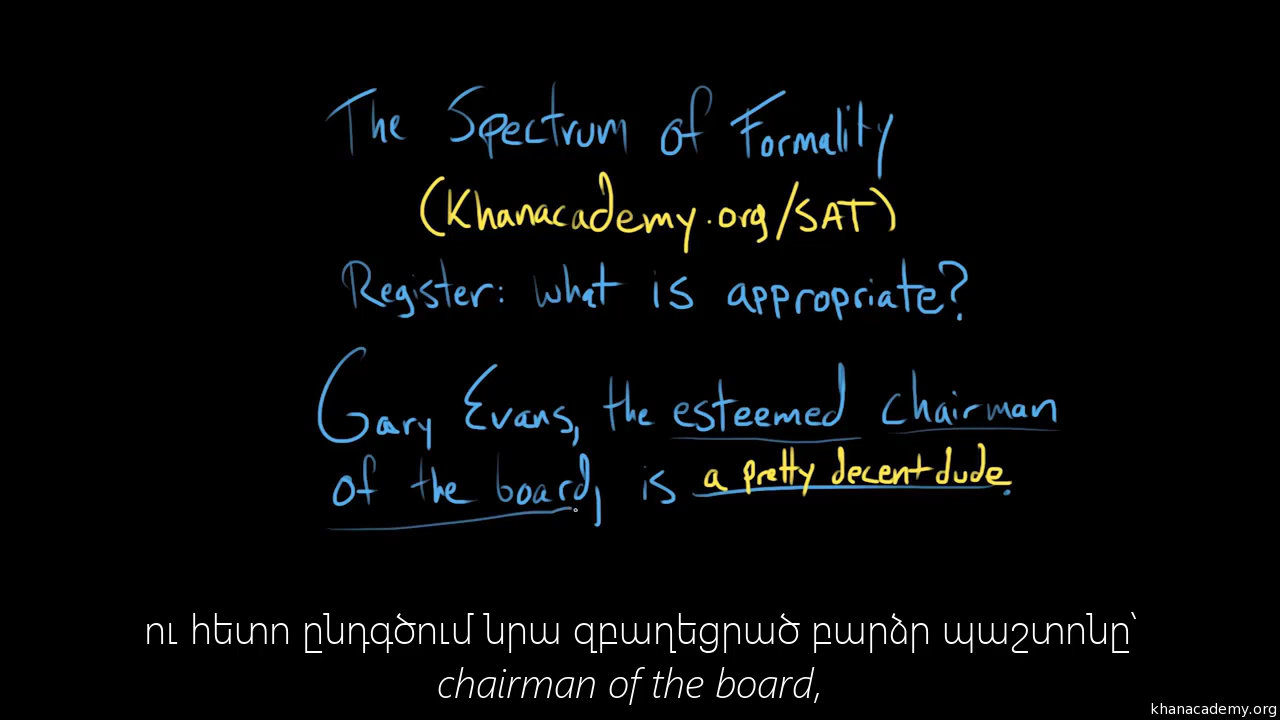 The Spectrum of Formality
(Khanacademy.org/SAT)
Register: what is appropriate?
Gary Evans, the esteemed chairman
of the board, is a pretty decent dude.
ու հետո ընդգծում նրա զբաղեցրած բարձր պաշտոնը՝
chairman of the board,
khanacademy.org